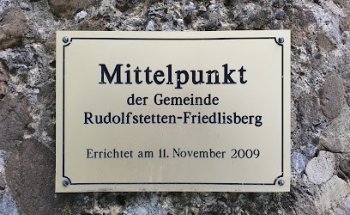 Mittelpunkt
der Gemeinde
Rudolfstetten-Friedlisberg
Errichtet am 11. November 2009